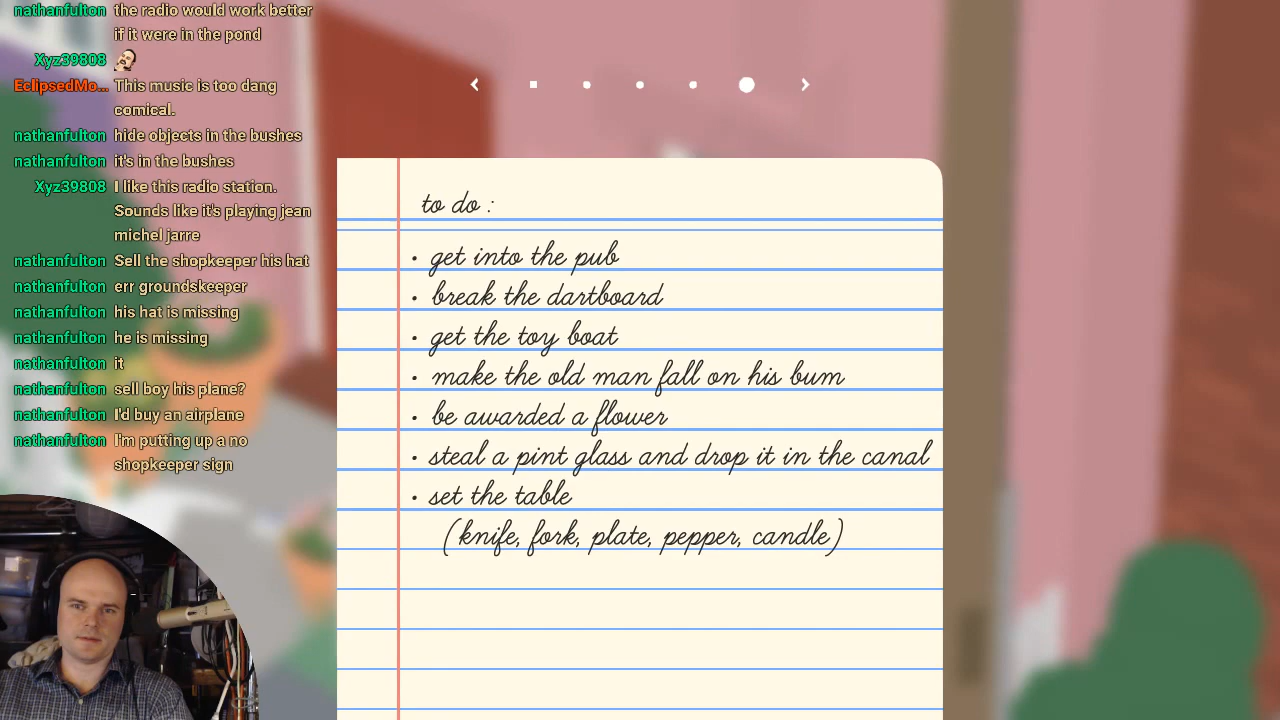 nathanfulton the radio would work better
if it were in the pond
Xyz39808
EclipsedMo... This music is too dang
comical.
nathanfulton hide objects in the bushes
nathanfulton it's in the bushes
Xyz39808 I like this radio station.
Sounds like it's playing jean
michel jarre
nathanfulton Sell the shopkeeper his hat
nathanfulton err groundskeeper
nathanfulton his hat is missing
nathanfulton he is missing
nathanfulton it
nathanfulton sell boy his plane?
nathanfulton I'd buy an airplane
nathanfulton I'm putting up a no
shopkeeper sign
to do :
• get into the pub
• break the dartboard
• get the toy boat
• make the old man fall on his bum
• be awarded a flower
• steal a pint glass and drop it in the canal
• set the table
(knife, fork, plate, pepper, candle)